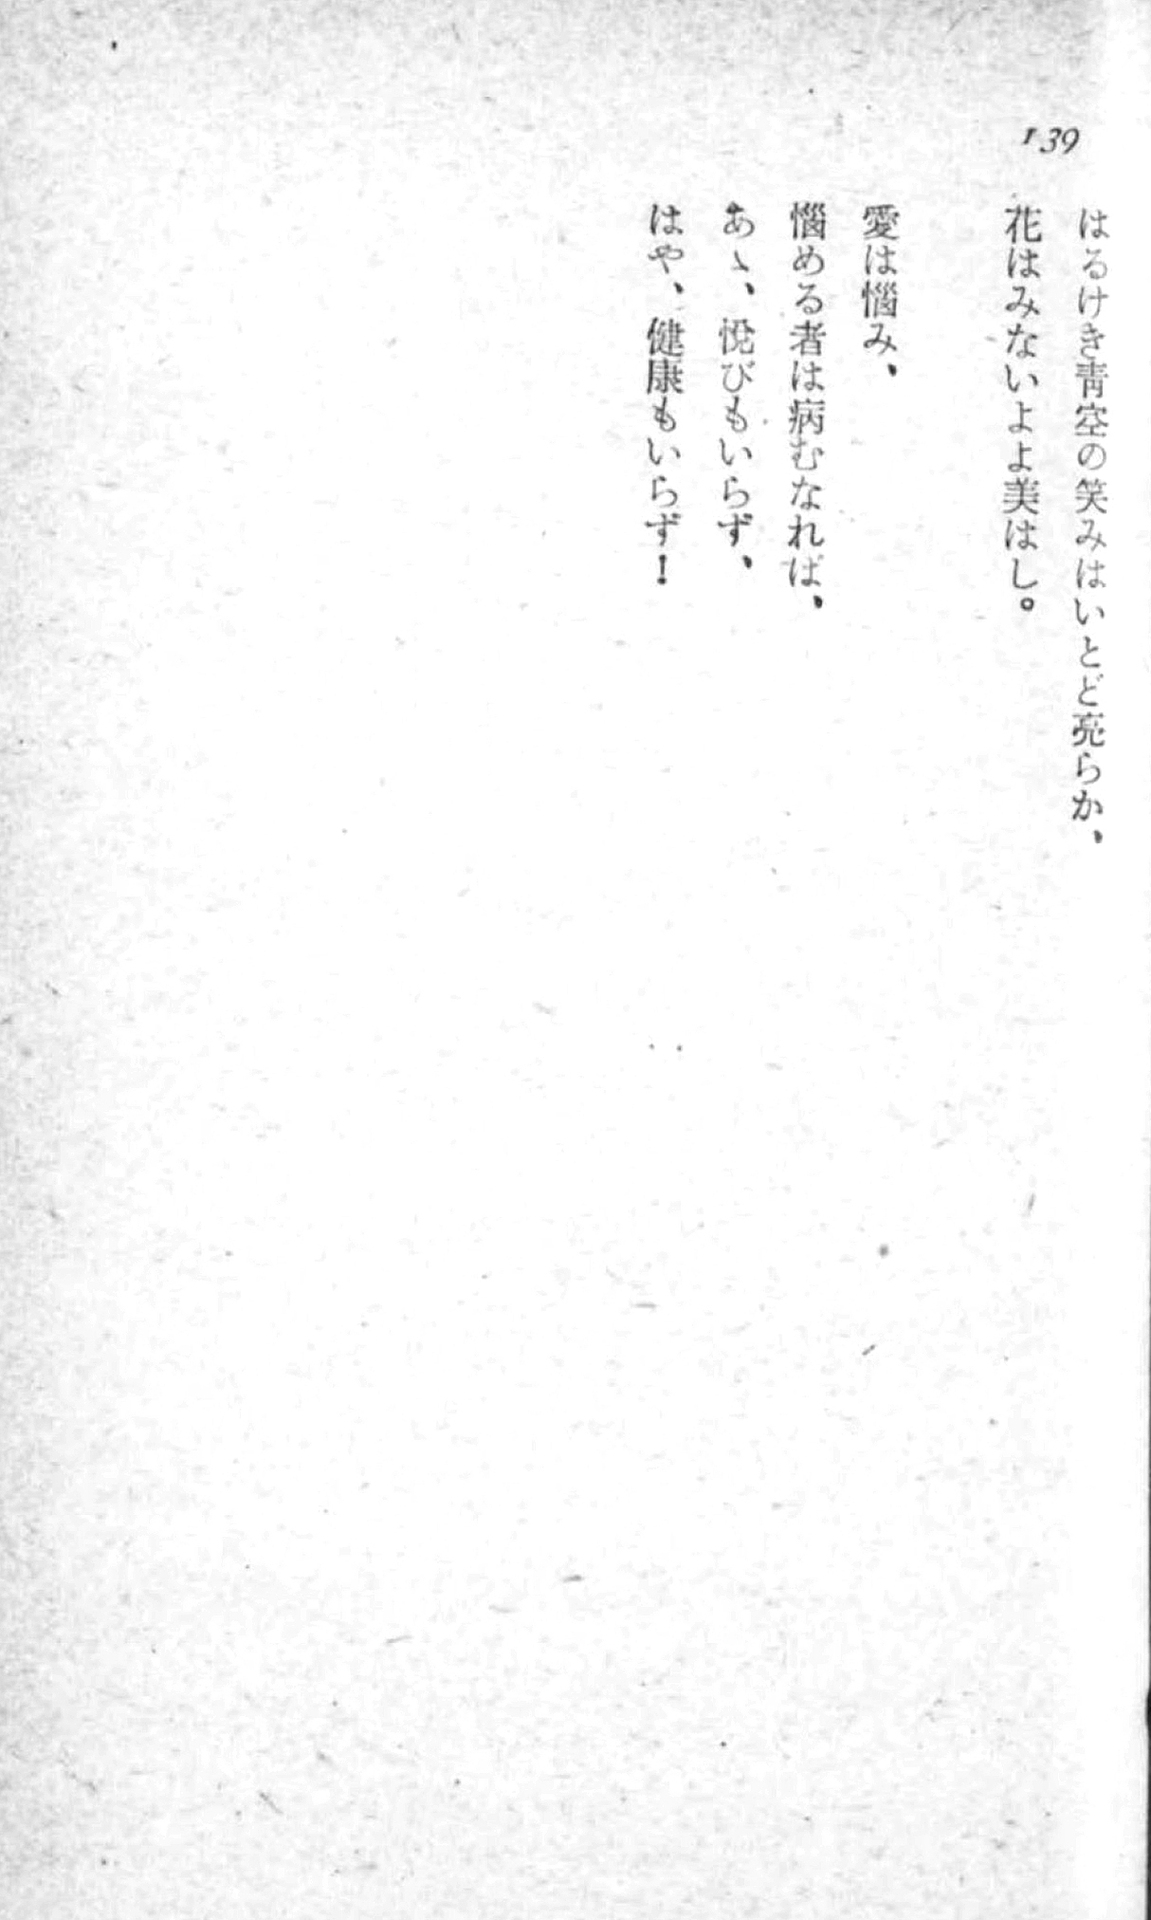 139
はるけき靑空の笑みはいとど亮らか、
花はみないよよ美はし。
愛は惱み、
惱める者は病むなれば、
あゝ、悅びもいらず、
はや、健康もいらず！